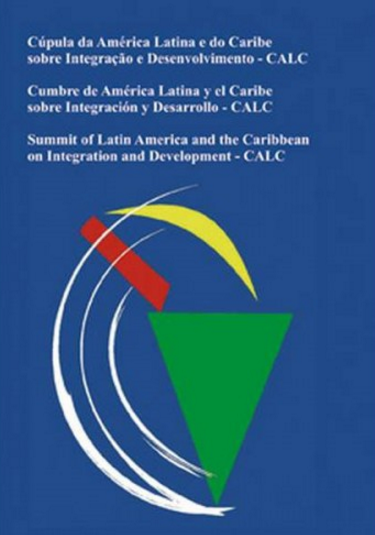 Cúpula da América Latina e do Caribe
sobre Integração e Desenvolvimento - CALC
Cumbre de América Latina y el Caribe
sobre Integración y Desarrollo - CALC
Summit of Latin America and the Caribbean
on Integration and Development - CALC